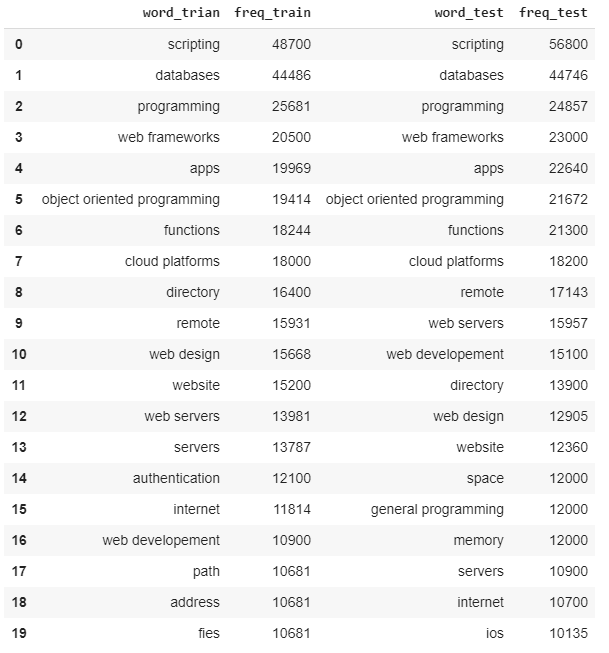 word_trian freq_train word_test freq_test
0 scripting 48700 scripting 56800
1 databases 44486 databases 44746
2 programming 25681 programming 24857
3 web frameworks 20500 web frameworks 23000
4 apps 19969 apps 22640
5 object oriented programming 19414 object oriented programming 21672
6 functions 18244 functions 21300
7 cloud platforms 18000 cloud platforms 18200
8 directory 16400 remote 17143
9 remote 15931 web servers 15957
10 web design 15668 web developement 15100
11 website 15200 directory 13900
12 web servers 13981 web design 12905
13 servers 13787 website 12360
14 authentication 12100 space 12000
15 internet 11814 general programming 12000
16 web developement 10900 memory 12000
17 path 10681 servers 10900
18 address 10681 internet 10700
19 fies 10681 ios 10135